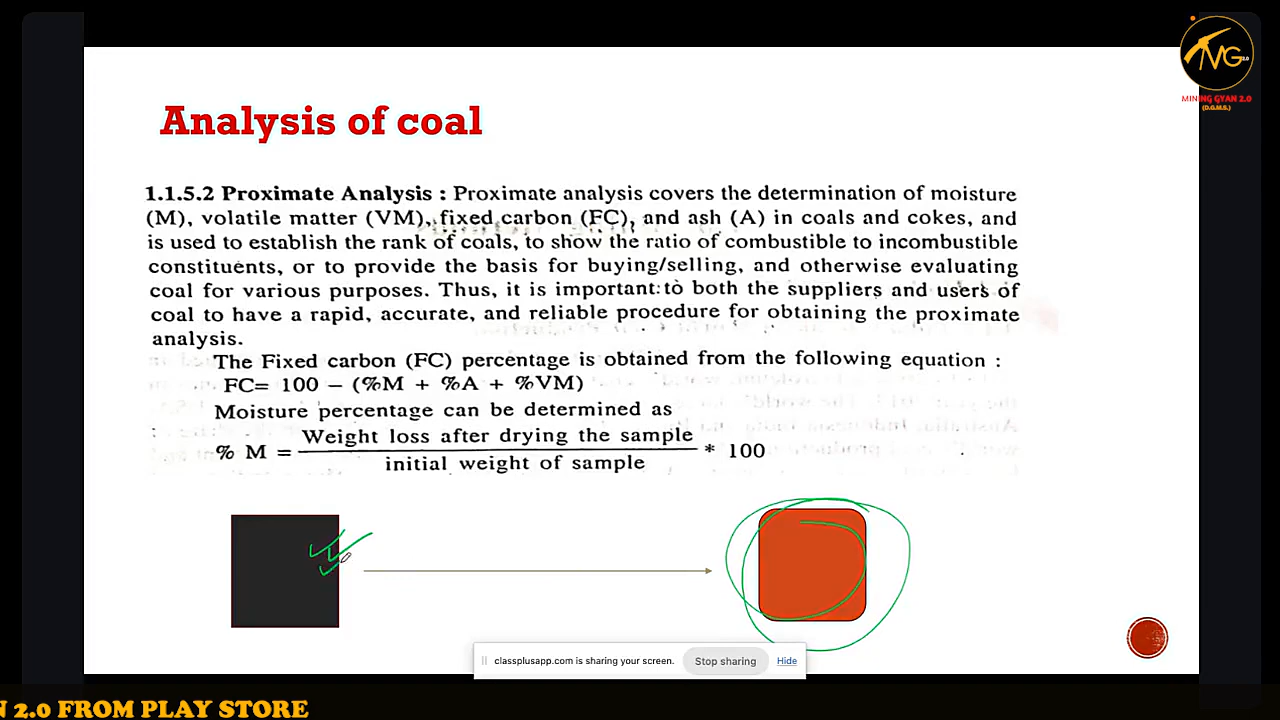 MG 2.0
MINING GYAN 2.0
(D.G.M.S.)
Analysis of coal
1.1.5.2 Proximate Analysis : Proximate analysis covers the determination of moisture
(M), volatile matter (VM), fixed carbon (FC), and ash (A) in coals and cokes, and
is used to establish the rank of coals, to show the ratio of combustible to incombustible
constituents, or to provide the basis for buying/selling, and otherwise evaluating
coal for various purposes. Thus, it is important to both the suppliers and users of
coal to have a rapid, accurate, and reliable procedure for obtaining the proximate
analysis.
The Fixed carbon (FC) percentage is obtained from the following equation :
FC= 100 – (%M + %A + %VM)
Moisture percentage can be determined as
% M = Weight loss after drying the sample
initial weight of sample * 100
classplusapp.com is sharing your screen. Stop sharing Hide
N 2.0 FROM PLAY STORE